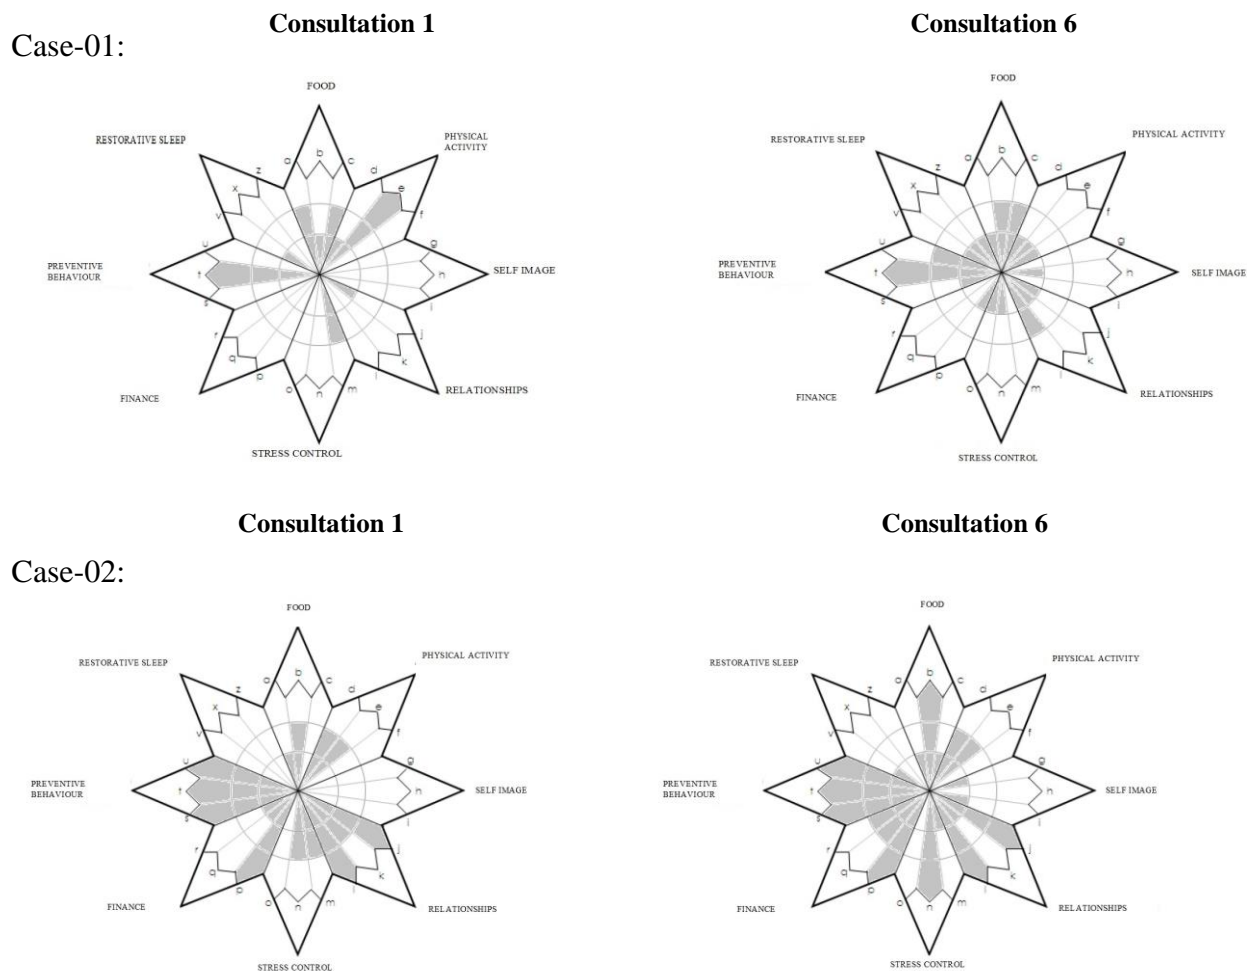 Consultation 1
Consultation 6
Case-01:
FOOD
RESTORATIVE SLEEP
PHYSICAL
ACTIVITY
a b c d e f g h i j k l m n o p q r s t u v x z
PREVENTIVE
BEHAVIOUR
SELF IMAGE
FINANCE
RELATIONSHIPS
STRESS CONTROL
FOOD
RESTORATIVE SLEEP
PHYSICAL ACTIVITY
a b c d e f g h i j k l m n o p q r s t u v x z
PREVENTIVE
BEHAVIOUR
SELF IMAGE
FINANCE
RELATIONSHIPS
STRESS CONTROL
Consultation 1
Consultation 6
Case-02:
FOOD
RESTORATIVE SLEEP
PHYSICAL ACTIVITY
a b c d e f g h i j k l m n o p q r s t u v x z
PREVENTIVE
BEHAVIOUR
SELF IMAGE
FINANCE
RELATIONSHIPS
STRESS CONTROL
FOOD
RESTORATIVE SLEEP
PHYSICAL ACTIVITY
a b c d e f g h i j k l m n o p q r s t u v x z
PREVENTIVE
BEHAVIOUR
SELF IMAGE
FINANCE
RELATIONSHIPS
STRESS CONTROL